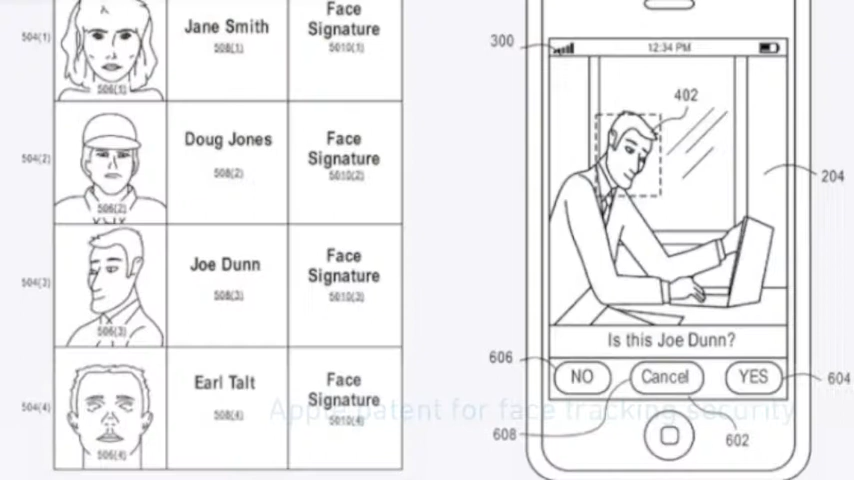 504(1)
506(1)
Jane Smith
508(1)
Face
Signature
5010(1)
504(2)
506(2)
Doug Jones
508(2)
Face
Signature
5010(2)
504(3)
506(3)
Joe Dunn
508(3)
Face
Signature
5010(3)
504(4)
506(4)
Earl Talt
508(4)
Face
Signature
5010(4)
300
12:34 PM
402
204
Is this Joe Dunn?
606
NO
Cancel
YES
604
608
602
Apple patent for face tracking security